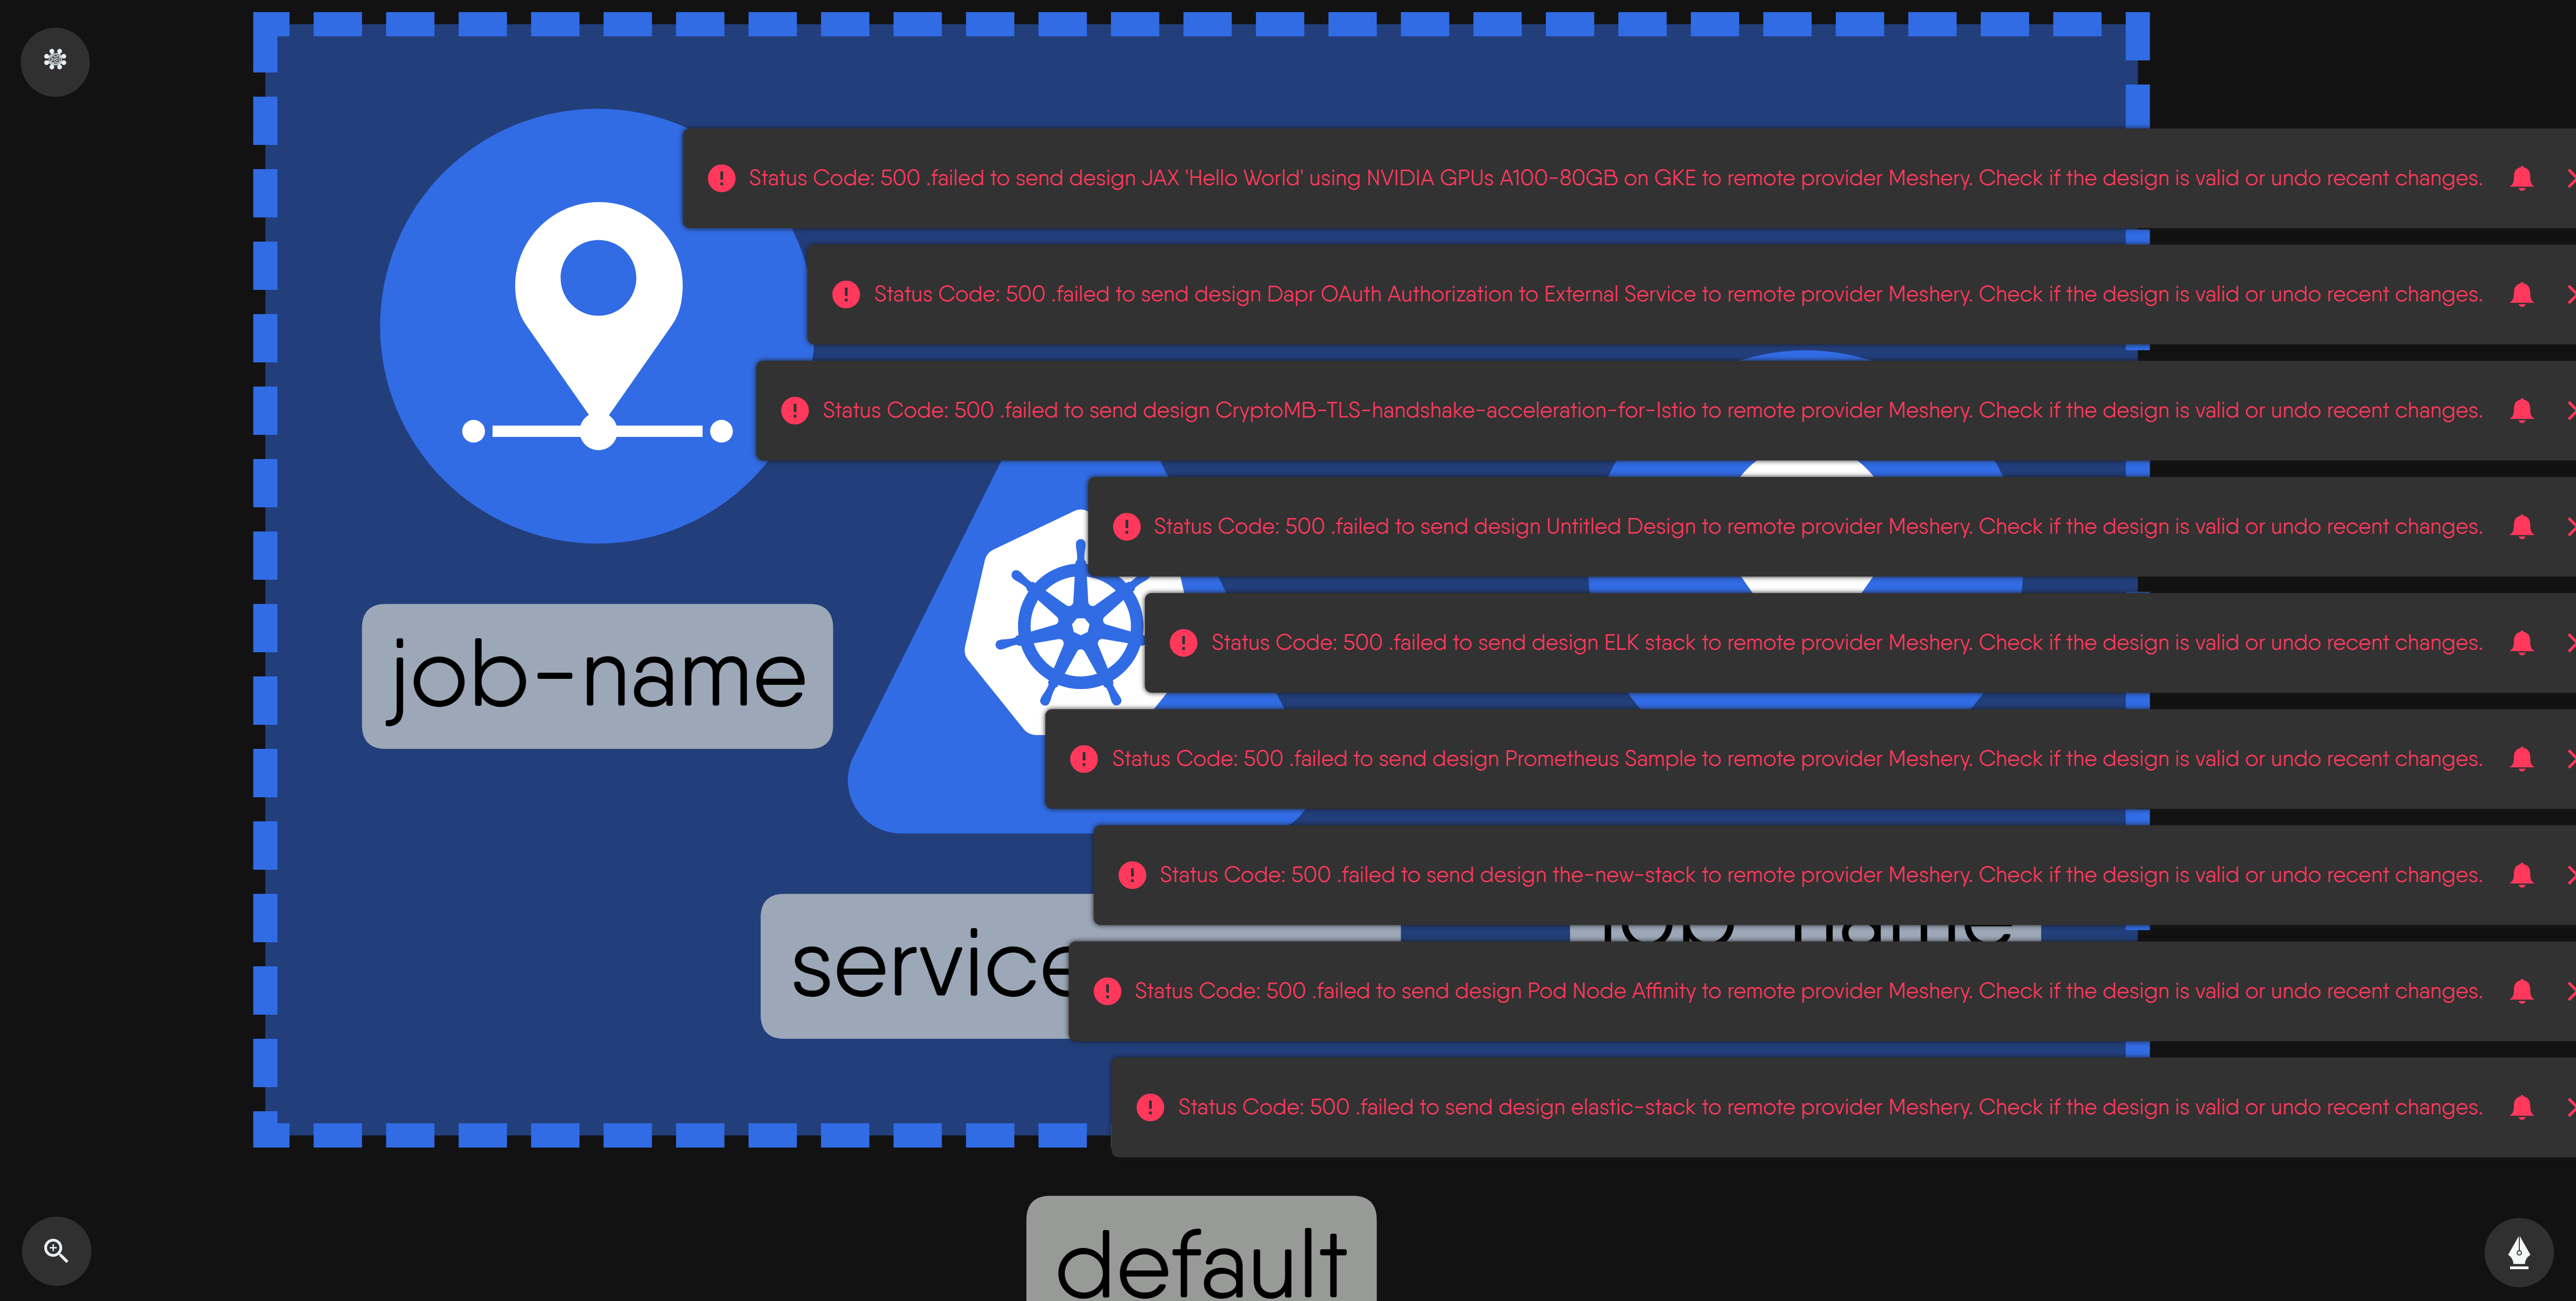 Status Code: 500 .failed to send design JAX 'Hello World' using NVIDIA GPUs A100-80GB on GKE to remote provider Meshery. Check if the design is valid or undo recent changes.
Status Code: 500 .failed to send design Dapr OAuth Authorization to External Service to remote provider Meshery. Check if the design is valid or undo recent changes.
Status Code: 500 .failed to send design CryptoMB-TLS-handshake-acceleration-for-Istio to remote provider Meshery. Check if the design is valid or undo recent changes.
Status Code: 500 .failed to send design Untitled Design to remote provider Meshery. Check if the design is valid or undo recent changes.
Status Code: 500 .failed to send design ELK stack to remote provider Meshery. Check if the design is valid or undo recent changes.
job-name
Status Code: 500 .failed to send design Prometheus Sample to remote provider Meshery. Check if the design is valid or undo recent changes.
Status Code: 500 .failed to send design the-new-stack to remote provider Meshery. Check if the design is valid or undo recent changes.
job-name
service
Status Code: 500 .failed to send design Pod Node Affinity to remote provider Meshery. Check if the design is valid or undo recent changes.
Status Code: 500 .failed to send design elastic-stack to remote provider Meshery. Check if the design is valid or undo recent changes.
default